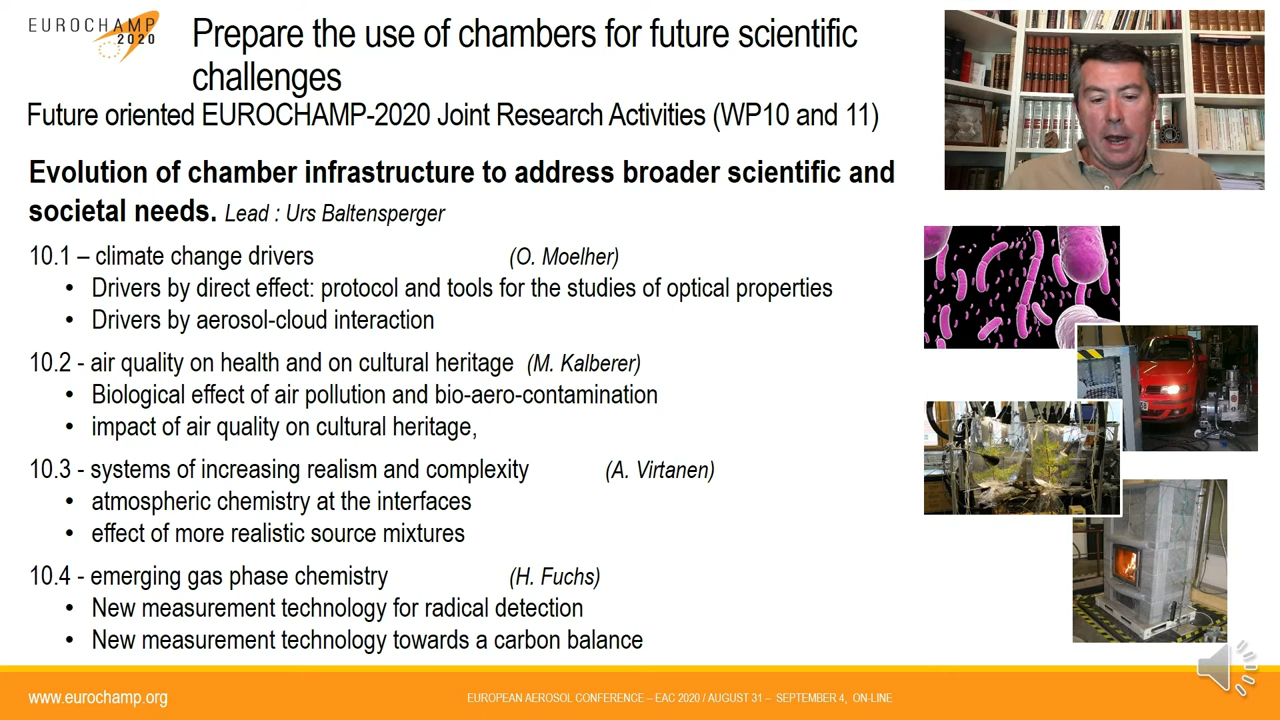 EUROCHAMP
2020
Prepare the use of chambers for future scientific
challenges
Future oriented EUROCHAMP-2020 Joint Research Activities (WP10 and 11)
Evolution of chamber infrastructure to address broader scientific and
societal needs. Lead : Urs Baltensperger
10.1 – climate change drivers (O. Moelher)
• Drivers by direct effect: protocol and tools for the studies of optical properties
• Drivers by aerosol-cloud interaction
10.2 - air quality on health and on cultural heritage (M. Kalberer)
• Biological effect of air pollution and bio-aero-contamination
• impact of air quality on cultural heritage,
10.3 - systems of increasing realism and complexity (A. Virtanen)
• atmospheric chemistry at the interfaces
• effect of more realistic source mixtures
10.4 - emerging gas phase chemistry (H. Fuchs)
• New measurement technology for radical detection
• New measurement technology towards a carbon balance
www.eurochamp.org
EUROPEAN AEROSOL CONFERENCE – EAC 2020 / AUGUST 31 – SEPTEMBER 4, ON-LINE